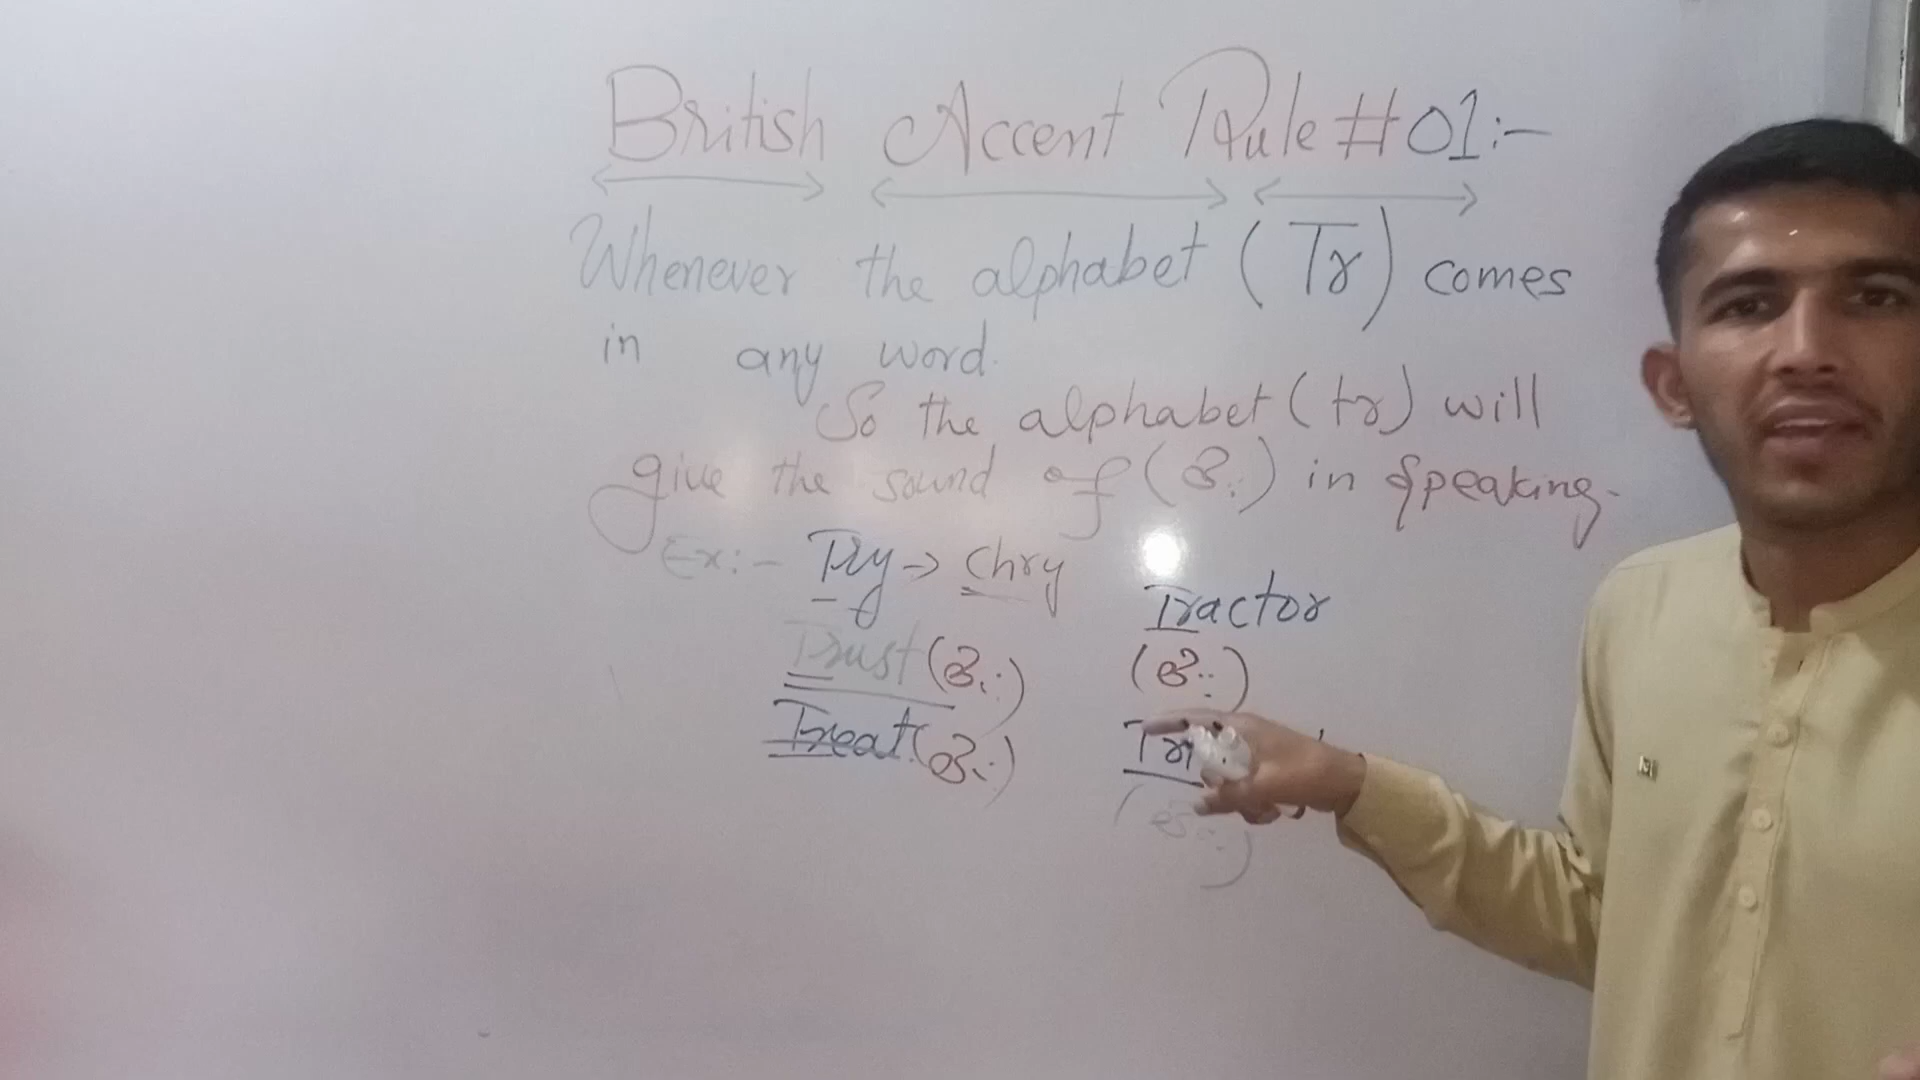 British Accent Rule #01:-
Whenever the alphabet (Tr) comes
in any word.
So the alphabet (tr) will
give the sound of (چ) in speaking.
Ex:- Try → Chry
Tractor
Trust (چ)
(چ)
Treat (چ)